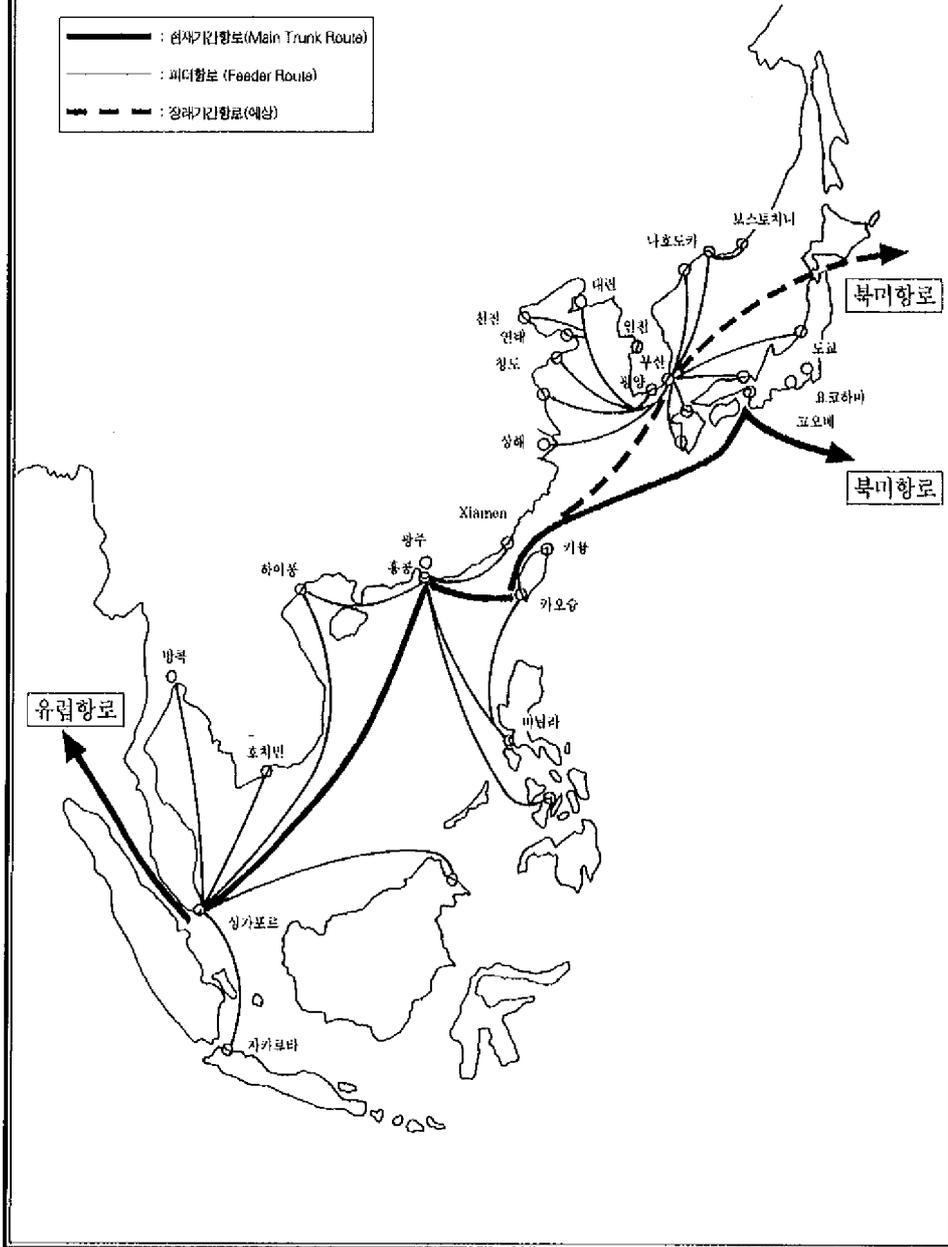 : 현재기간항로(Main Trunk Route)
: 피더항로 (Feeder Route)
: 장래기간항로(예상)
보스토치니
나호도카
북미항로
대련
천진
연태
인천
청도
부산
광양
도쿄
요코하마
코오베
상해
북미항로
Xiamen
광주
홍콩
기륭
하이퐁
카오슝
방콕
유럽항로
마닐라
호치민
싱가포르
자카르타